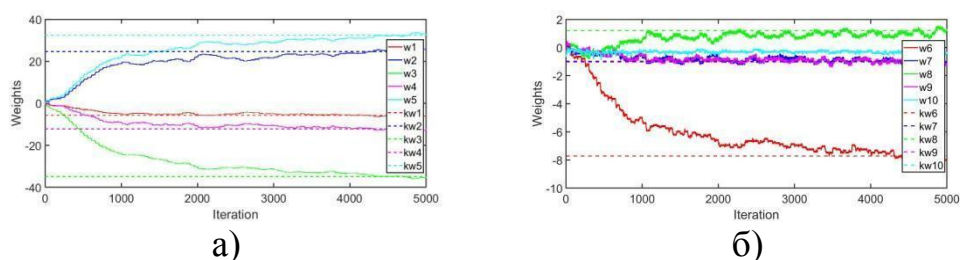 40
20
0
-20
-40
Weights
0 1000 2000 3000 4000 5000
Iteration
w1
w2
w3
w4
w5
kw1
kw2
kw3
kw4
kw5
а)
2
0
-2
-4
-6
-8
-10
Weights
0 1000 2000 3000 4000 5000
Iteration
w6
w7
w8
w9
w10
kw6
kw7
kw8
kw9
kw10
б)